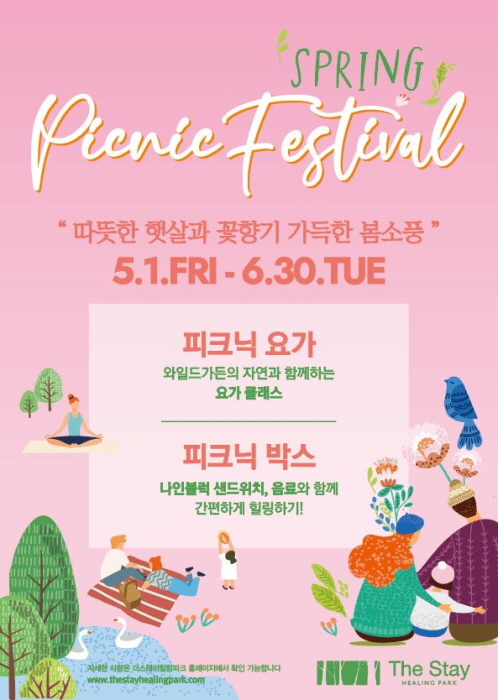 SPRING
Picnic Festival
“ 따뜻한 햇살과 꽃향기 가득한 봄소풍 ”
5.1.FRI - 6.30.TUE
피크닉 요가
와일드가든의 자연과 함께하는
요가 클래스
피크닉 박스
나인블럭 샌드위치, 음료와 함께
간편하게 힐링하기!
자세한 사항은 더스테이힐링파크 홈페이지에서 확인 가능합니다
www.thestayhealingpark.com
The Stay
HEALING PARK